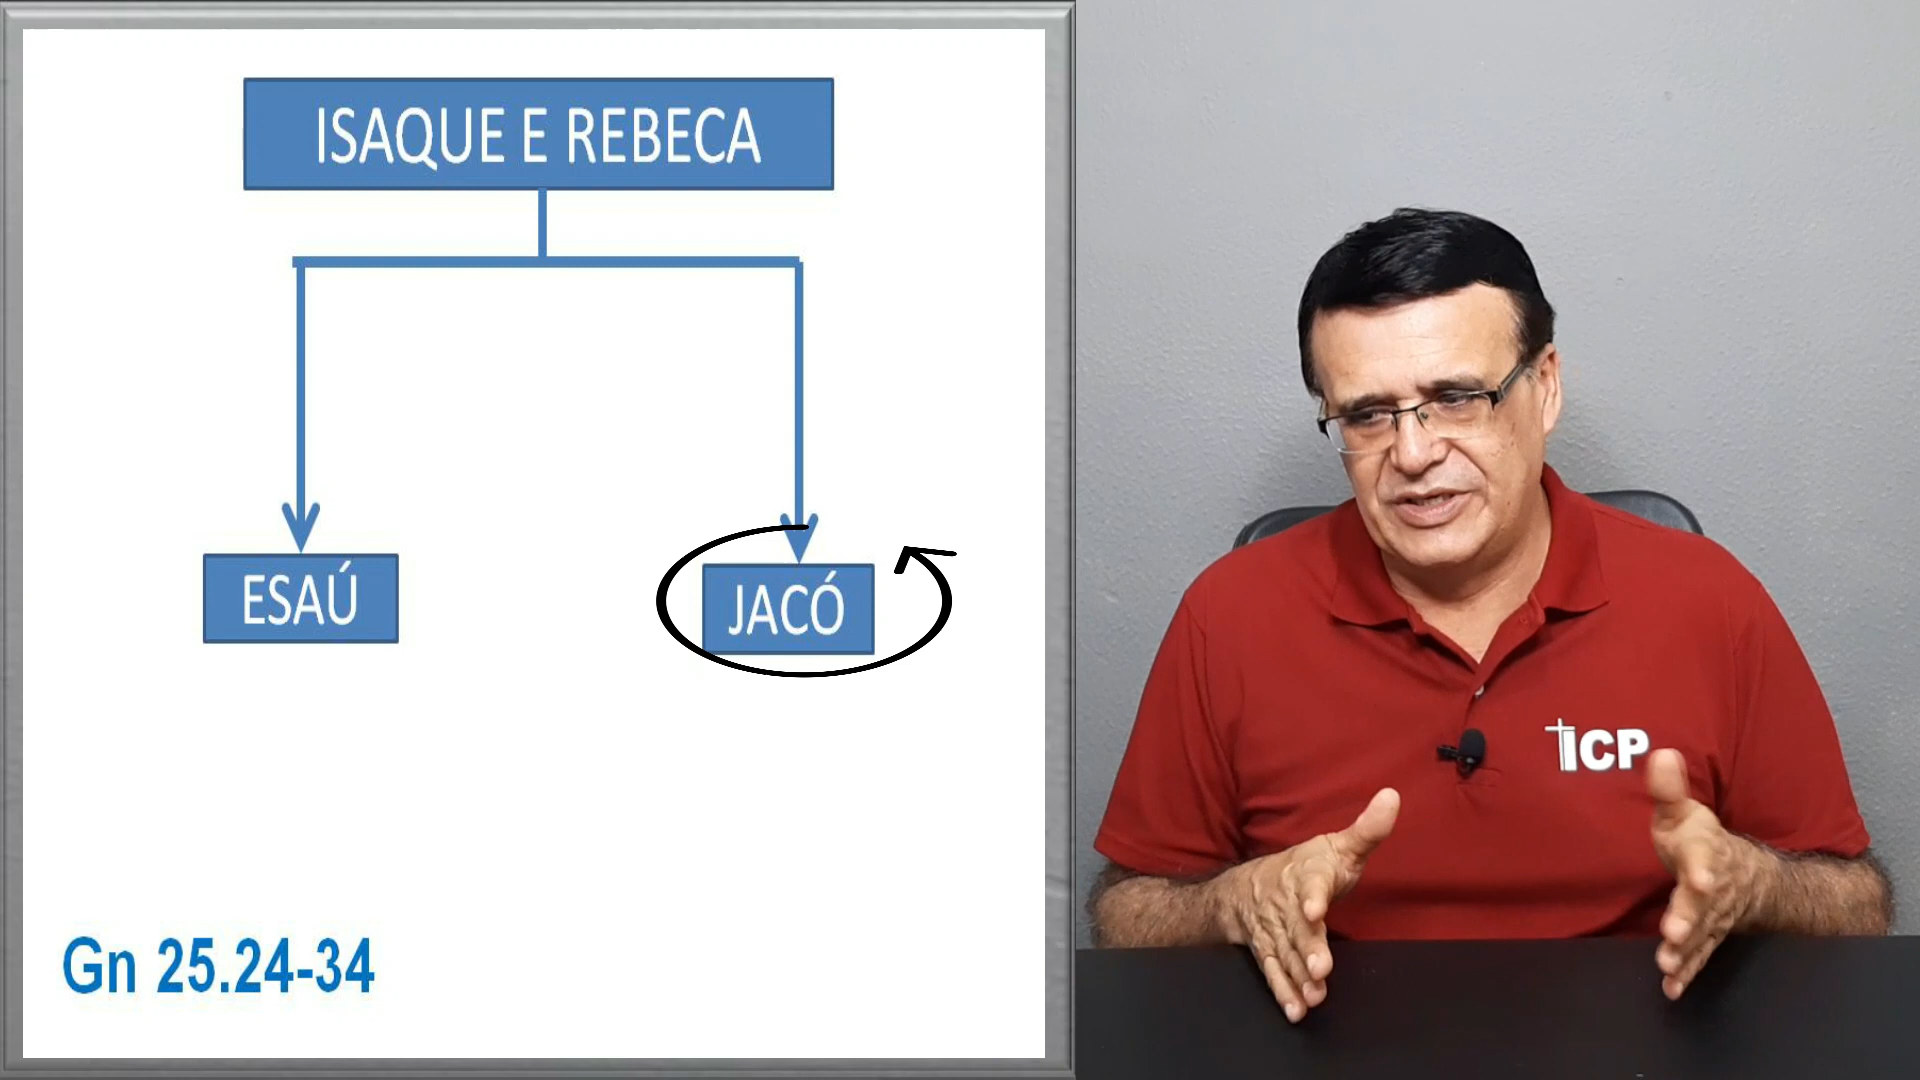 ISAQUE E REBECA
ESAÚ
JACÓ
Gn 25.24-34
ICP